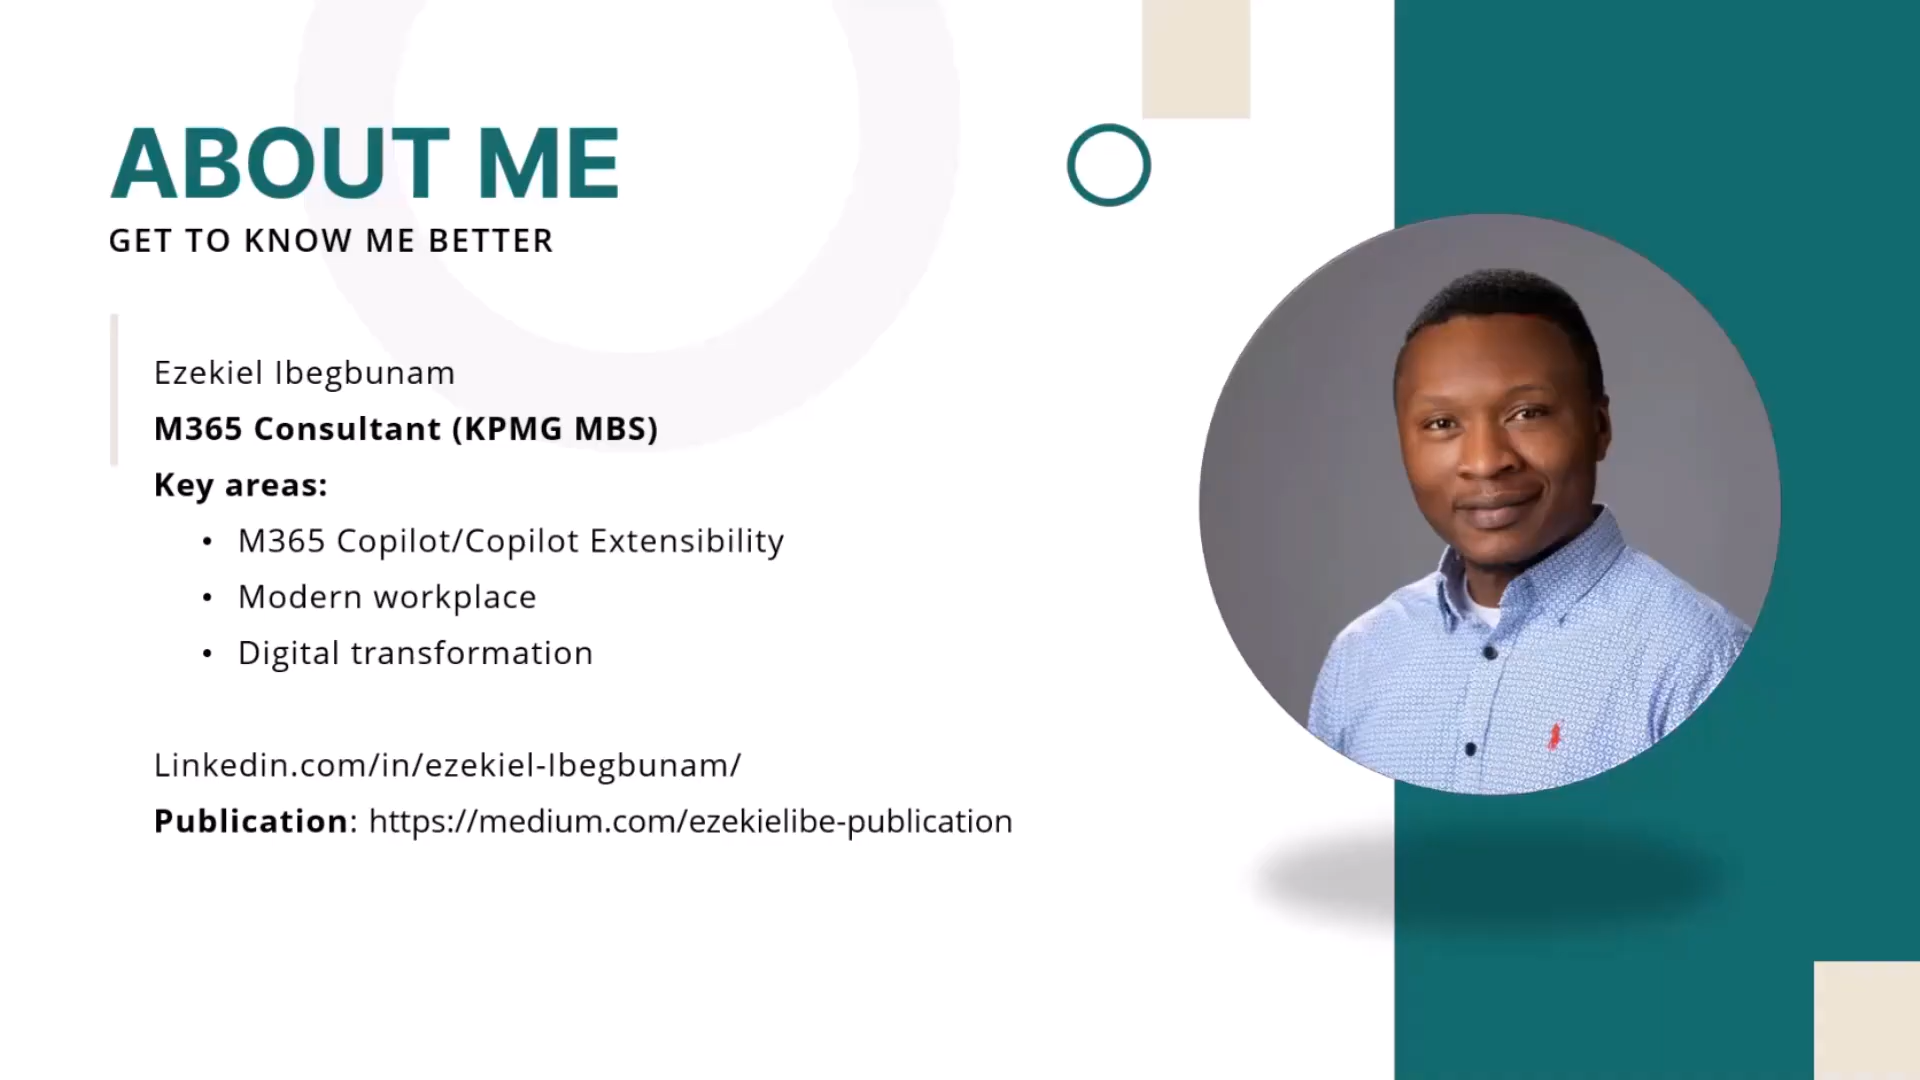 ABOUT ME
GET TO KNOW ME BETTER
Ezekiel Ibegbunam
M365 Consultant (KPMG MBS)
Key areas:
• M365 Copilot/Copilot Extensibility
• Modern workplace
• Digital transformation
Linkedin.com/in/ezekiel-Ibegbunam/
Publication: https://medium.com/ezekielibe-publication